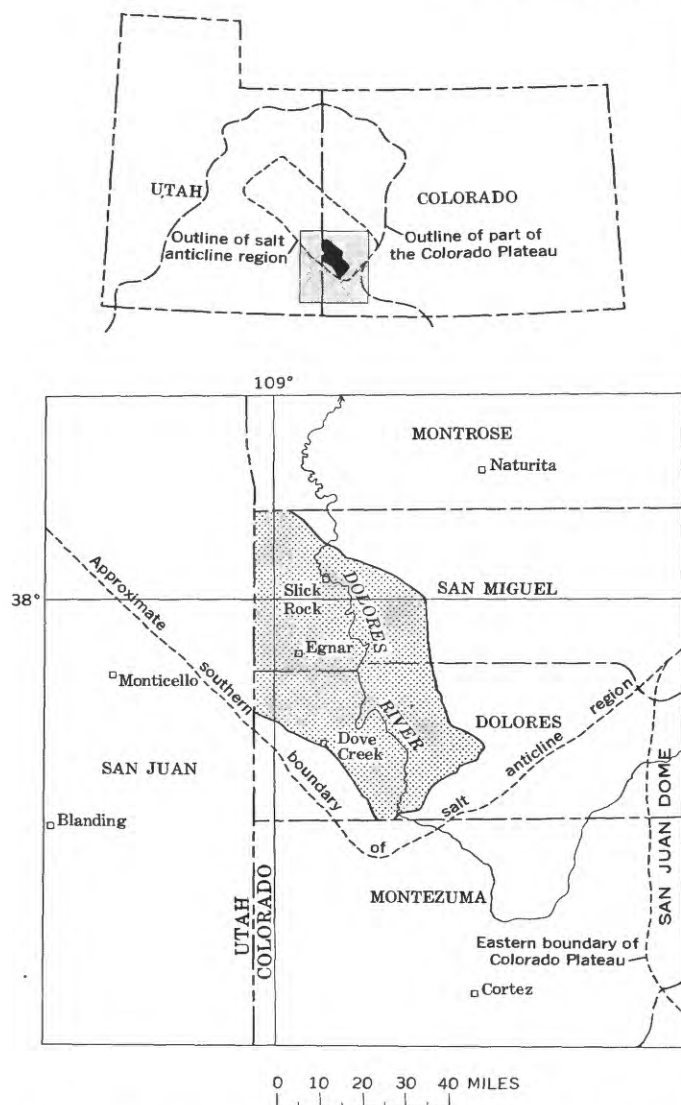 UTAH
COLORADO
Outline of salt
anticline region
Outline of part of
the Colorado Plateau
109°
MONTROSE
Naturita
Approximate southern boundary of salt anticline region
38°
Slick
Rock
DOLORES RIVER
SAN MIGUEL
Egnar
Monticello
DOLORES
Dove
Creek
SAN JUAN
Blanding
SAN JUAN DOME
MONTEZUMA
UTAH
COLORADO
Eastern boundary of
Colorado Plateau
Cortez
0 10 20 30 40 MILES